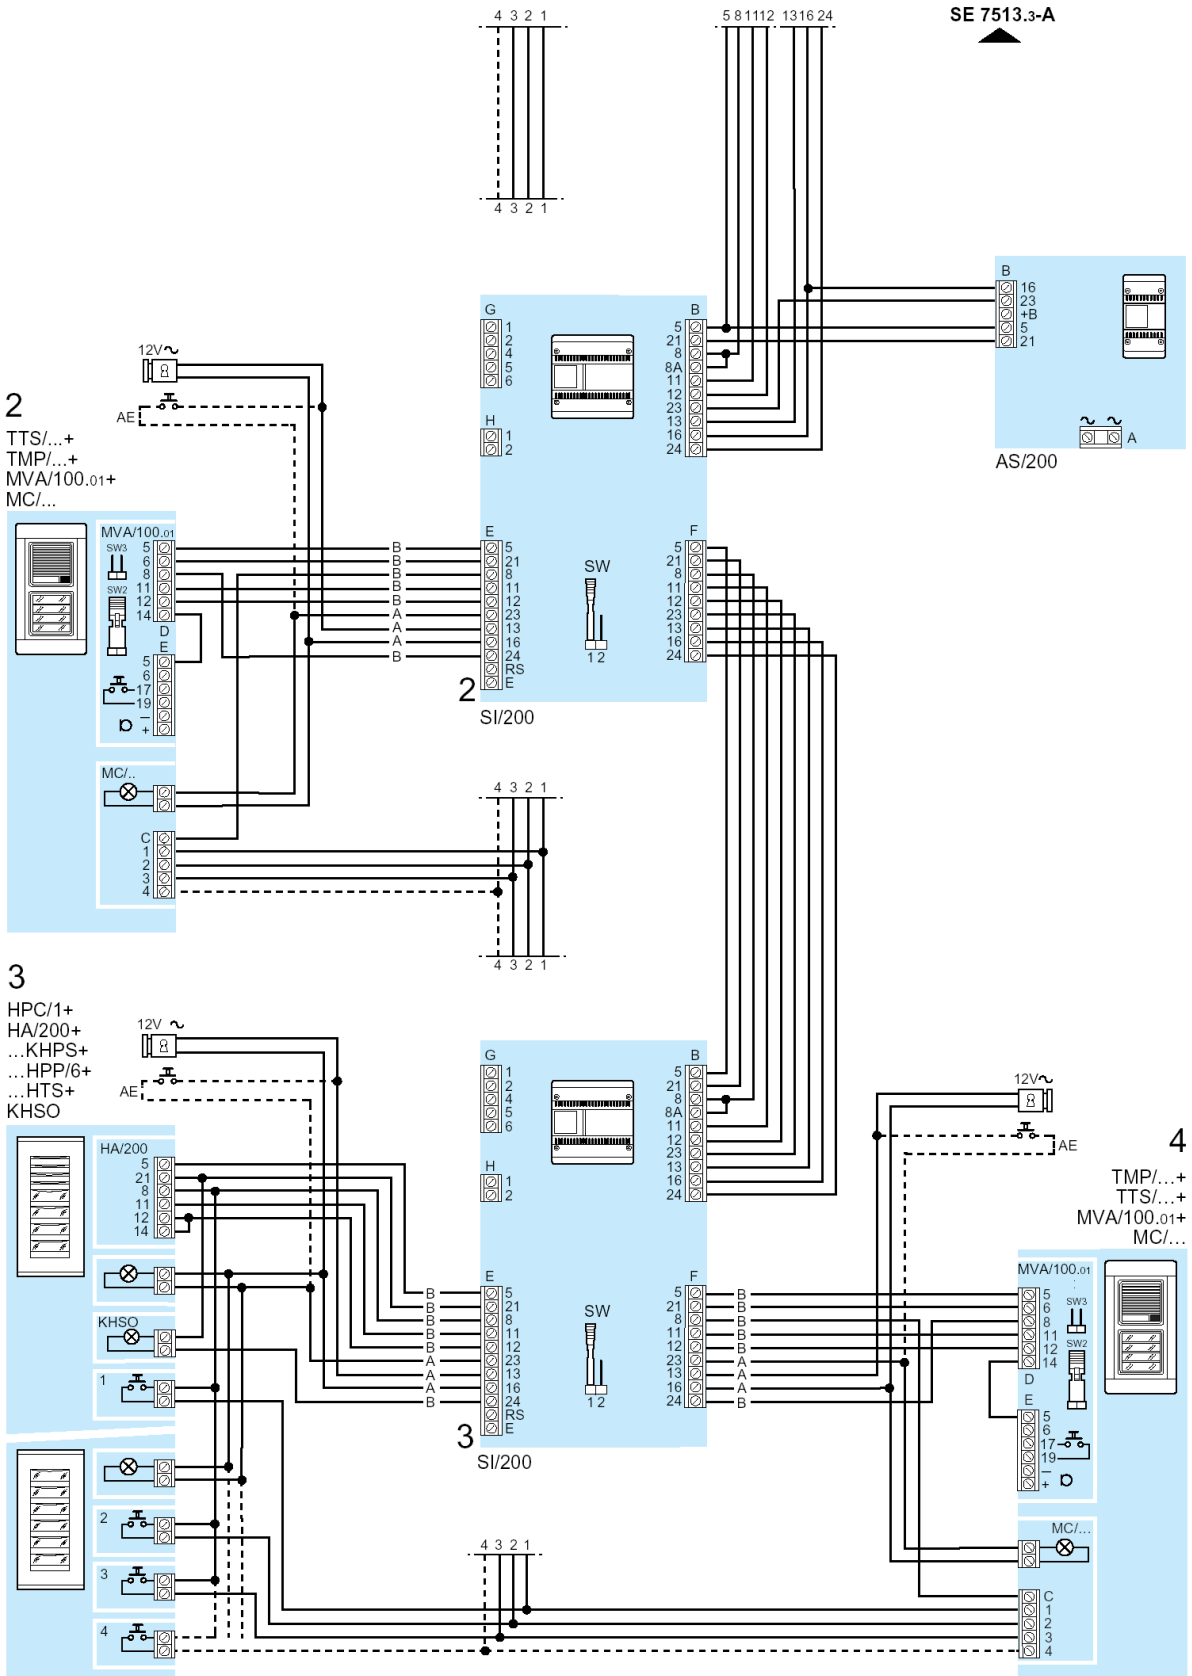 4 3 2 1
5 8 11 12 13 16 24
SE 7513.3-A
4 3 2 1
B
16
23
+B
5
21
A
AS/200
G
1
2
4
5
6
H
1
2
B
5
21
8
8A
11
12
23
13
16
24
12V
AE
2
TTS/...+
TMP/...+
MVA/100.01+
MC/...
MVA/100.01
SW3
SW2
5
6
8
11
12
14
D
E
5
6
17
19
–
+
B
B
B
B
B
A
A
A
B
E
5
21
8
11
12
23
13
16
24
RS
E
SW
1 2
F
5
21
8
11
12
23
13
16
24
2
SI/200
MC/..
C
1
2
3
4
4 3 2 1
4 3 2 1
3
HPC/1+
HA/200+
...KHPS+
...HPP/6+
...HTS+
KHSO
12V
AE
G
1
2
4
5
6
H
1
2
B
5
21
8
8A
11
12
23
13
16
24
12V
AE
4
TMP/...+
TTS/...+
MVA/100.01+
MC/...
HA/200
5
21
8
11
12
14
KHSO
1
2
3
4
B
B
B
B
B
A
A
A
B
E
5
21
8
11
12
23
13
16
24
RS
E
SW
1 2
F
5
21
8
11
12
23
13
16
24
3
SI/200
B
B
B
B
B
A
A
A
B
MVA/100.01
SW3
SW2
5
6
8
11
12
14
D
E
5
6
17
19
–
+
4 3 2 1
MC/...
C
1
2
3
4